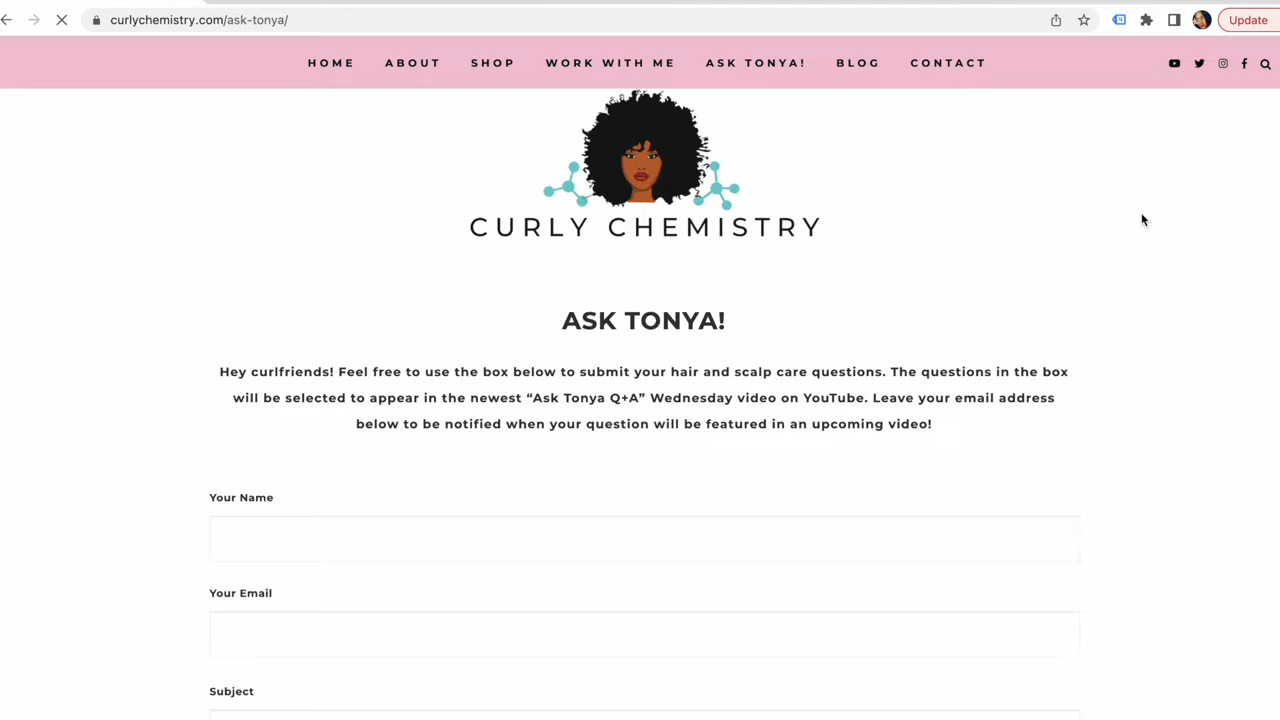 curlychemistry.com/ask-tonya/
Update
HOME ABOUT SHOP WORK WITH ME ASK TONYA! BLOG CONTACT
CURLY CHEMISTRY
ASK TONYA!
Hey curlfriends! Feel free to use the box below to submit your hair and scalp care questions. The questions in the box
will be selected to appear in the newest “Ask Tonya Q+A” Wednesday video on YouTube. Leave your email address
below to be notified when your question will be featured in an upcoming video!
Your Name
Your Email
Subject